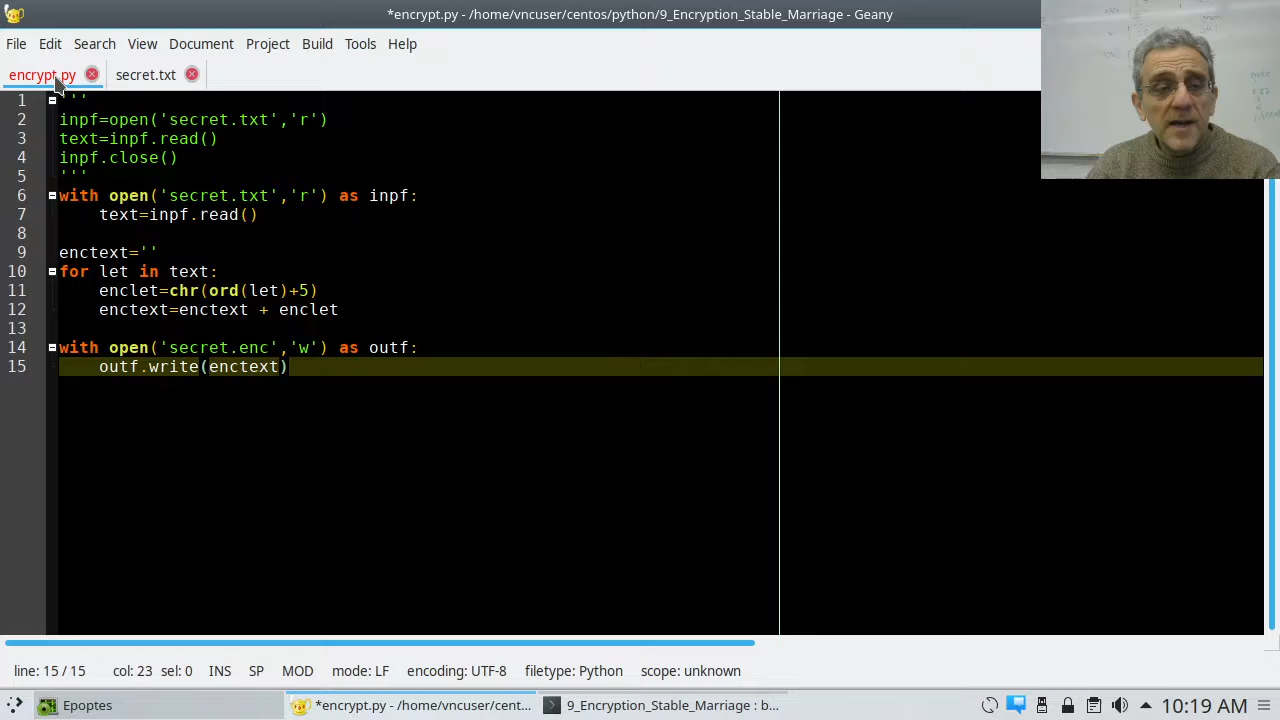 *encrypt.py - /home/vncuser/centos/python/9_Encryption_Stable_Marriage - Geany
File Edit Search View Document Project Build Tools Help
encrypt.py secret.txt
1 '''
2 inpf=open('secret.txt','r')
3 text=inpf.read()
4 inpf.close()
5 '''
6 with open('secret.txt','r') as inpf:
7 text=inpf.read()
8
9 enctext=''
10 for let in text:
11 enclet=chr(ord(let)+5)
12 enctext=enctext + enclet
13
14 with open('secret.enc','w') as outf:
15 outf.write(enctext)
line: 15 / 15 col: 23 sel: 0 INS SP MOD mode: LF encoding: UTF-8 filetype: Python scope: unknown
Epoptes *encrypt.py - /home/vncuser/cent... 9_Encryption_Stable_Marriage : b... 10:19 AM